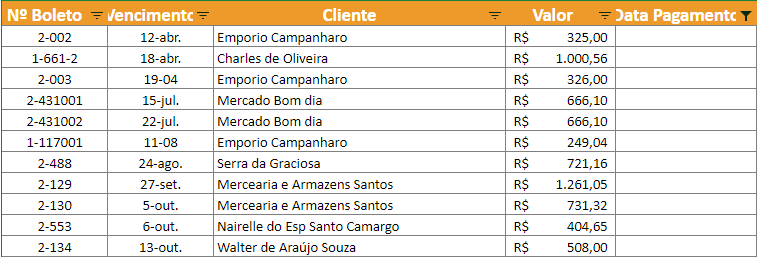 Nº Boleto Vencimento Cliente Valor Data Pagamento
2-002 12-abr. Emporio Campanharo R$ 325,00
1-661-2 18-abr. Charles de Oliveira R$ 1.000,56
2-003 19-04 Emporio Campanharo R$ 326,00
2-431001 15-jul. Mercado Bom dia R$ 666,10
2-431002 22-jul. Mercado Bom dia R$ 666,10
1-117001 11-08 Emporio Campanharo R$ 249,04
2-488 24-ago. Serra da Graciosa R$ 721,16
2-129 27-set. Mercearia e Armazens Santos R$ 1.261,05
2-130 5-out. Mercearia e Armazens Santos R$ 731,32
2-553 6-out. Nairelle do Esp Santo Camargo R$ 404,65
2-134 13-out. Walter de Araújo Souza R$ 508,00